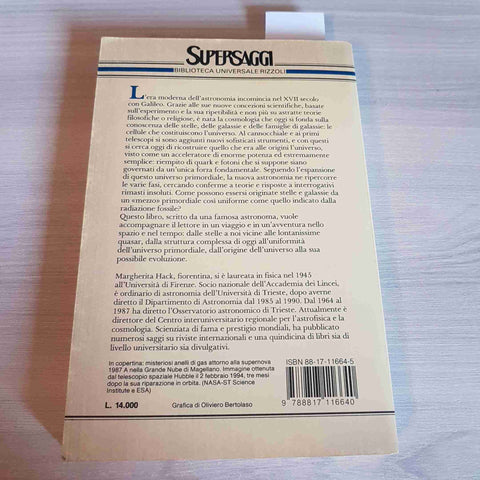 SUPERSAGGI
BIBLIOTECA UNIVERSALE RIZZOLI
L'era moderna dell'astronomia incomincia nel XVII secolo
con Galileo. Grazie alle sue nuove concezioni scientifiche, basate
sull'esperimento e la sua ripetibilità e non più su astratte teorie
filosofiche o religiose, è nata la cosmologia che oggi si fonda sulla
conoscenza delle stelle, delle galassie e delle famiglie di galassie: le
cellule che costituiscono l'universo. Al cannocchiale e ai primi
telescopi si sono aggiunti nuovi sofisticati strumenti, e con questi
si cerca oggi di ricostruire quello che era alle origini l'universo,
visto come un acceleratore di enorme potenza ed estremamente
semplice: riempito di quark e fotoni che si suppone siano
governati da un'unica forza fondamentale. Seguendo l'espansione
di questo universo primordiale, la nuova astronomia ne ripercorre
le varie fasi, cercando conferme a teorie e risposte a interrogativi
rimasti insoluti. Come possono essersi originate stelle e galassie da
un «mezzo» primordiale così uniforme come quello indicato dalla
radiazione fossile?
Questo libro, scritto da una famosa astronoma, vuole
accompagnare il lettore in un viaggio e in un'avventura nello
spazio e nel tempo: dalle stelle a noi vicine alle lontanissime
quasar, dalla struttura complessa di oggi all'uniformità
dell'universo primordiale, dall'origine dell'universo alla sua
possibile evoluzione.
Margherita Hack, fiorentina, si è laureata in fisica nel 1945
all'Università di Firenze. Socio nazionale dell'Accademia dei Lincei,
è ordinario di astronomia dell'Università di Trieste, dopo averne
diretto il Dipartimento di Astronomia dal 1985 al 1990. Dal 1964 al
1987 ha diretto l'Osservatorio astronomico di Trieste. Attualmente è
direttore del Centro interuniversitario regionale per l'astrofisica e la
cosmologia. Scienziata di fama e prestigio mondiali, ha pubblicato
numerosi saggi su riviste internazionali e una quindicina di libri sia di
livello universitario sia divulgativi.
In copertina: misteriosi anelli di gas attorno alla supernova
1987 A nella Grande Nube di Magellano. Immagine ottenuta
dal telescopio spaziale Hubble il 2 febbraio 1994, tre mesi
dopo la sua riparazione in orbita. (NASA-ST Science
Institute e ESA)
L. 14.000
Grafica di Oliviero Bertolaso
ISBN 88-17-11664-5
9 788817 116640